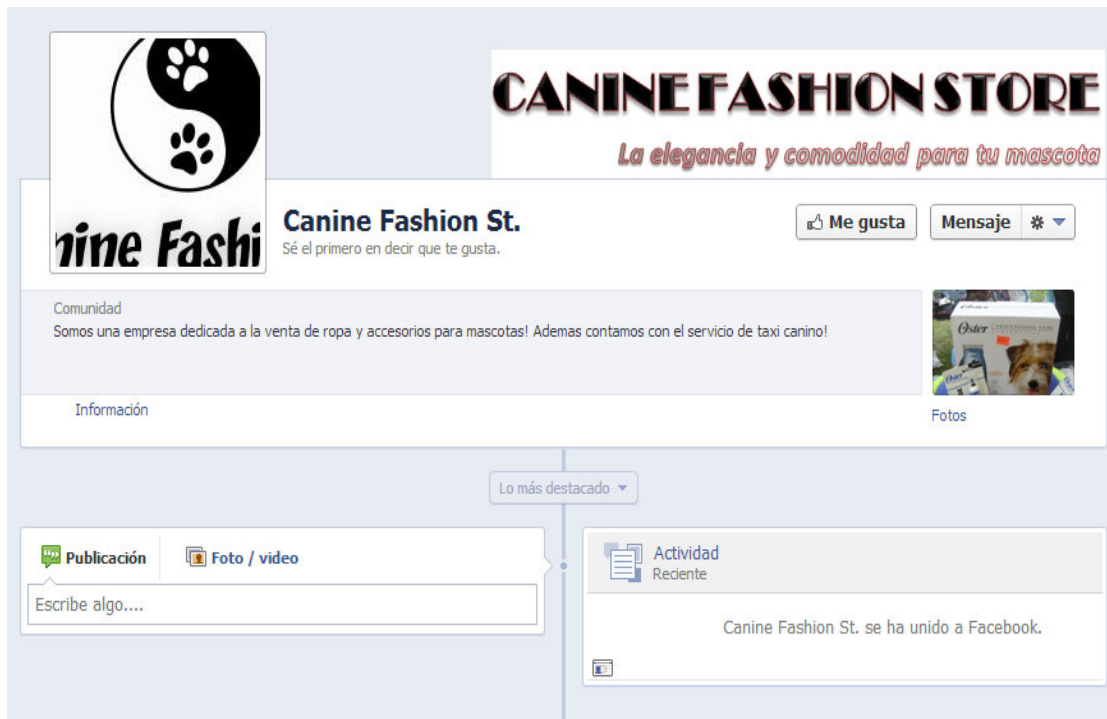 CANINE FASHION STORE
La elegancia y comodidad para tu mascota
nine Fashi
Canine Fashion St.
Sé el primero en decir que te gusta.
Me gusta
Mensaje
Comunidad
Somos una empresa dedicada a la venta de ropa y accesorios para mascotas! Ademas contamos con el servicio de taxi canino!
Oster
Información
Fotos
Lo más destacado
Publicación
Foto / video
Escribe algo....
Actividad
Reciente
Canine Fashion St. se ha unido a Facebook.